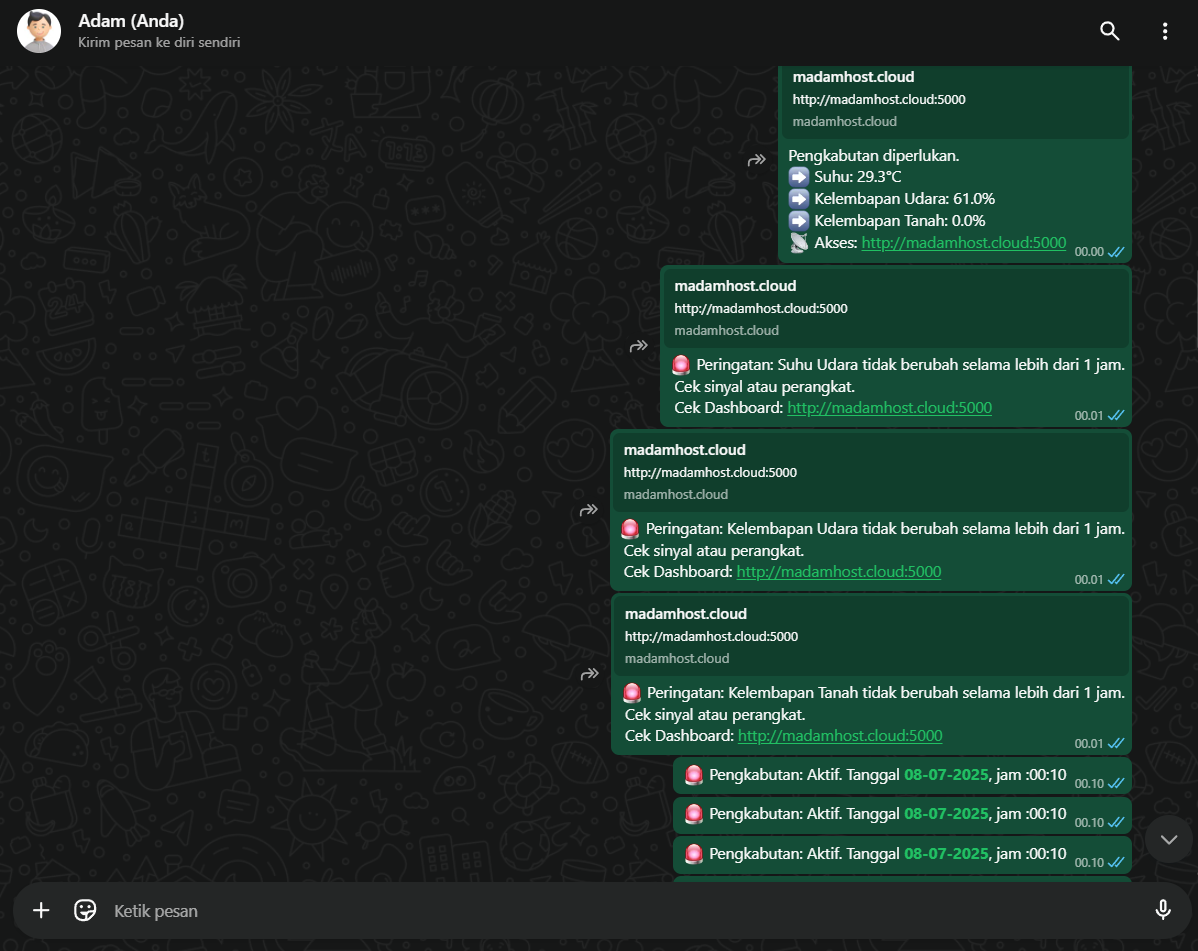 Adam (Anda)
Kirim pesan ke diri sendiri
madamhost.cloud
http://madamhost.cloud:5000
madamhost.cloud
Pengkabutan diperlukan.
➡️ Suhu: 29.3°C
➡️ Kelembapan Udara: 61.0%
➡️ Kelembapan Tanah: 0.0%
📡 Akses: http://madamhost.cloud:5000
00.00
madamhost.cloud
http://madamhost.cloud:5000
madamhost.cloud
🚨 Peringatan: Suhu Udara tidak berubah selama lebih dari 1 jam.
Cek sinyal atau perangkat.
Cek Dashboard: http://madamhost.cloud:5000
00.01
madamhost.cloud
http://madamhost.cloud:5000
madamhost.cloud
🚨 Peringatan: Kelembapan Udara tidak berubah selama lebih dari 1 jam.
Cek sinyal atau perangkat.
Cek Dashboard: http://madamhost.cloud:5000
00.01
madamhost.cloud
http://madamhost.cloud:5000
madamhost.cloud
🚨 Peringatan: Kelembapan Tanah tidak berubah selama lebih dari 1 jam.
Cek sinyal atau perangkat.
Cek Dashboard: http://madamhost.cloud:5000
00.01
🚨 Pengkabutan: Aktif. Tanggal 08-07-2025, jam :00:10
00.10
🚨 Pengkabutan: Aktif. Tanggal 08-07-2025, jam :00:10
00.10
🚨 Pengkabutan: Aktif. Tanggal 08-07-2025, jam :00:10
00.10
Ketik pesan